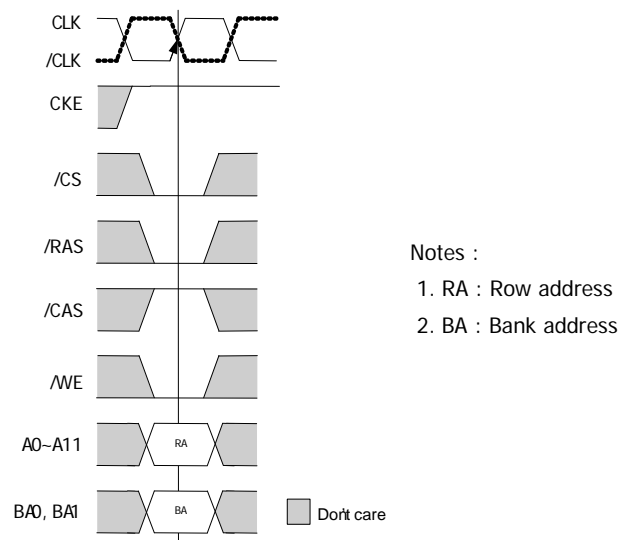 CLK
/CLK
CKE
/CS
/RAS
/CAS
/WE
A0~A11
RA
BA0, BA1
BA
Don't care
Notes :
1. RA : Row address
2. BA : Bank address